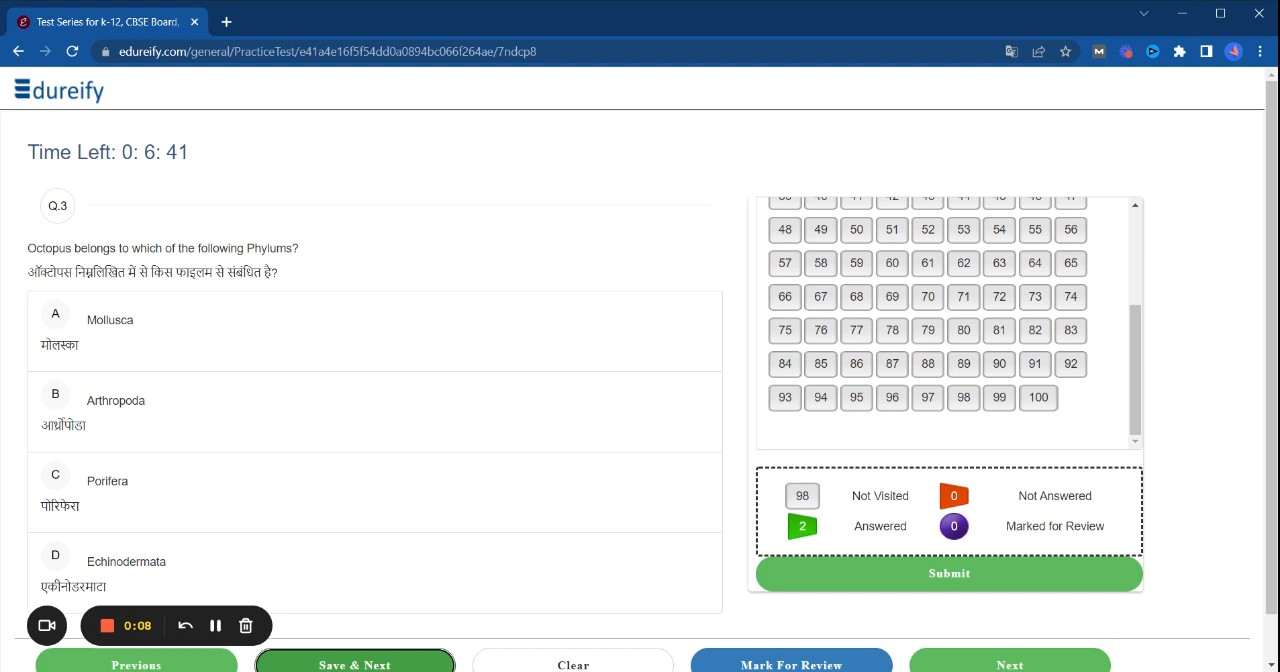 Test Series for k-12, CBSE Board,
edureify.com/general/PracticeTest/e41a4e16f5f54dd0a0894bc066f264ae/7ndcp8
Edureify
Time Left: 0: 6: 41
Q.3
Octopus belongs to which of the following Phylums?
ऑक्टोपस निम्नलिखित में से किस फाइलम से संबंधित है?
A Mollusca
मोलस्का
B Arthropoda
आर्थ्रोपोडा
C Porifera
पोरिफेरा
D Echinodermata
एकीनोडरमाटा
48 49 50 51 52 53 54 55 56
57 58 59 60 61 62 63 64 65
66 67 68 69 70 71 72 73 74
75 76 77 78 79 80 81 82 83
84 85 86 87 88 89 90 91 92
93 94 95 96 97 98 99 100
98 Not Visited 0 Not Answered
2 Answered 0 Marked for Review
Submit
0:08
Previous Save & Next Clear Mark For Review Next